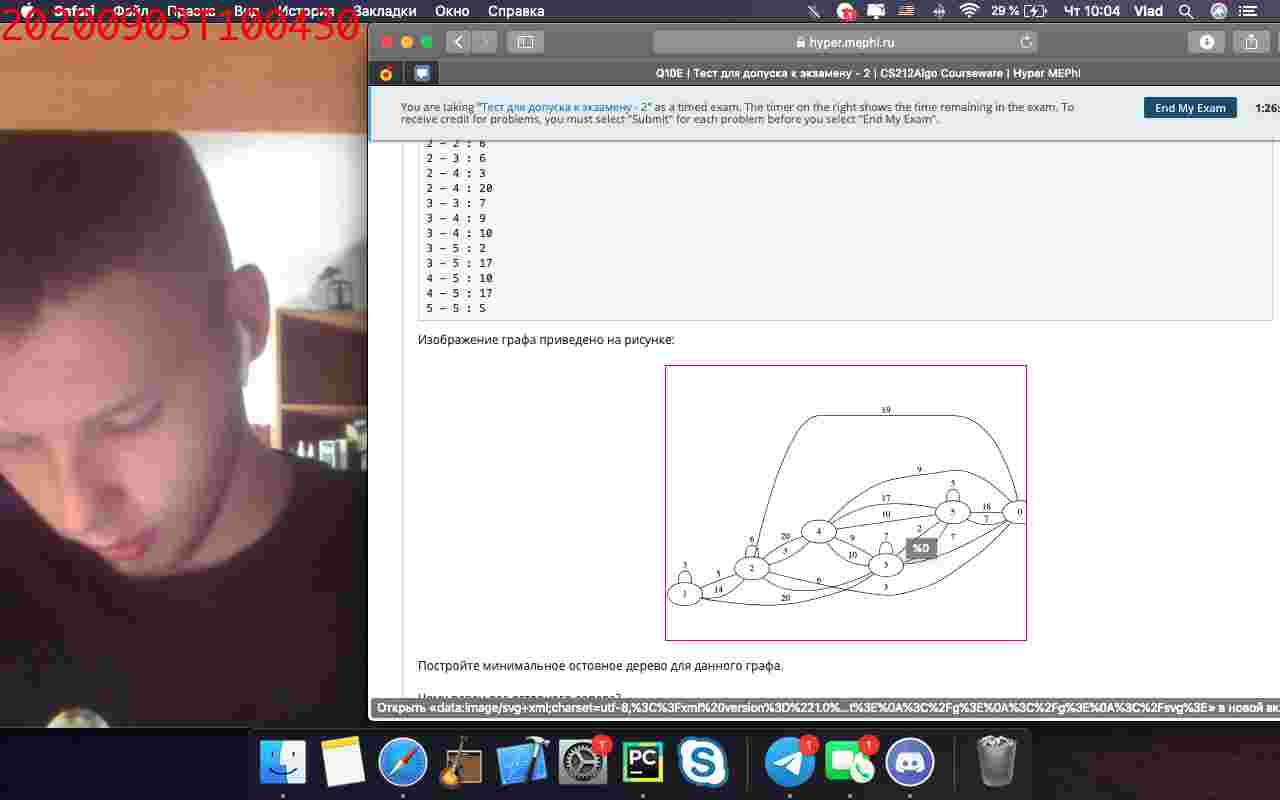 20200903T100430
Safari Файл Правка Вид История Закладки Окно Справка
29 % Чт 10:04 Vlad
hyper.mephi.ru
Q10E | Тест для допуска к экзамену - 2 | CS212Algo Courseware | Hyper MEPhI
You are taking "Тест для допуска к экзамену - 2" as a timed exam. The timer on the right shows the time remaining in the exam. To
receive credit for problems, you must select "Submit" for each problem before you select "End My Exam".
End My Exam
1:26:
2 – 2 : 6
2 – 3 : 6
2 – 4 : 3
2 – 4 : 20
3 – 3 : 7
3 – 4 : 9
3 – 4 : 10
3 – 5 : 2
3 – 5 : 17
4 – 5 : 10
4 – 5 : 17
5 – 5 : 5
Изображение графа приведено на рисунке:
19
9
5
17
18
5
0
10
7
4
2
7
20
9
7
6
3
10
3
%0
2
3
5
6
3
1
14
20
Постройте минимальное остовное дерево для данного графа.
Открыть «data:image/svg+xml;charset=utf-8,%3C%3Fxml%20version%3D%221.0%...t%3E%0A%3C%2Fg%3E%0A%3C%2Fg%3E%0A%3C%2Fsvg%3E» в новой вк
1
PC
S
1
1